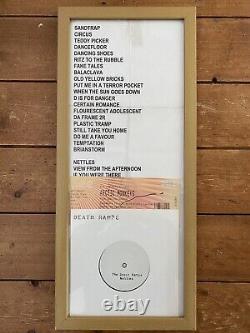 SANDTRAP
CIRCUS
TEDDY PICKER
DANCEFLOOR
DANCING SHOES
RITZ TO THE RUBBLE
FAKE TALES
BALACLAVA
OLD YELLOW BRICKS
PUT ME IN A TERROR POCKET
WHEN THE SUN GOES DOWN
D IS FOR DANGER
CERTAIN ROMANCE
FLOURESCENT ADOLESCENT
DA FRAME 2R
PLASTIC TRAMP
STILL TAKE YOU HOME
DO ME A FAVOUR
TEMPTATION
BRIANSTORM
NETTLES
VIEW FROM THE AFTERNOON
IF YOU WERE THERE
ARCTIC MONKEYS
DEATH RAMPS
The Death Ramps
Nettles